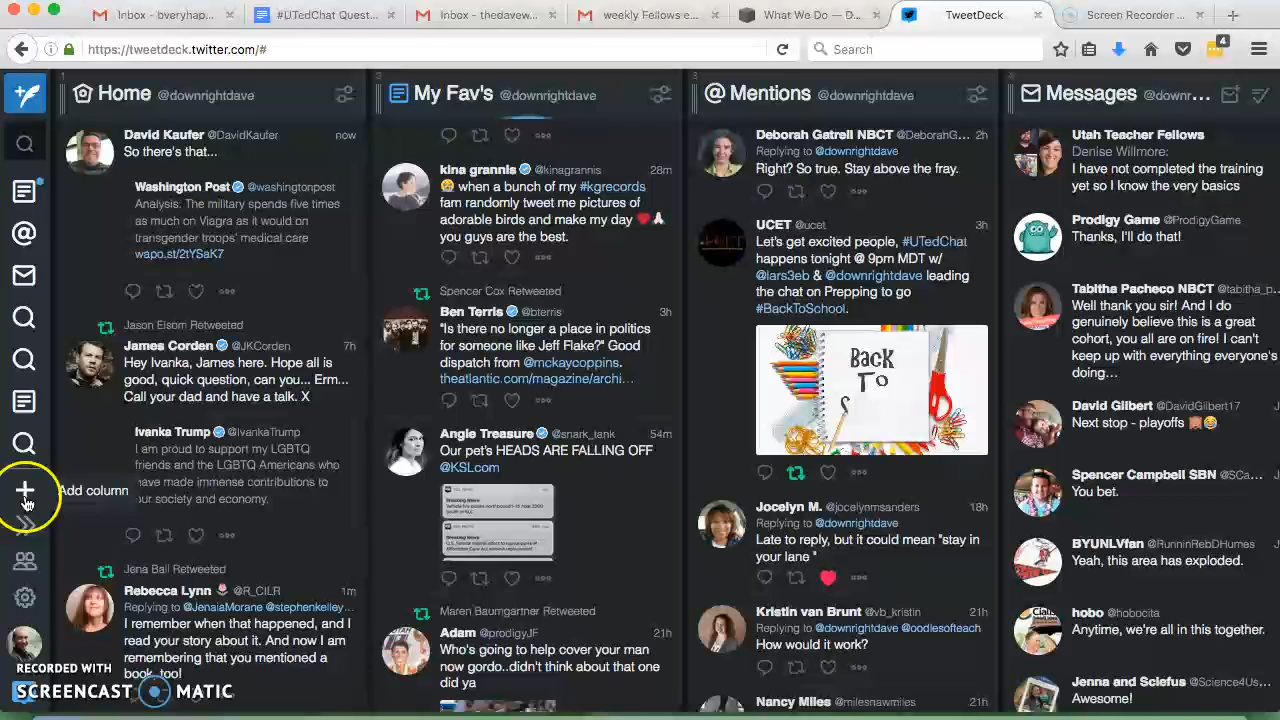 Inbox - bveryhap...
#UTedChat Quest...
Inbox - thedavew...
weekly Fellows e...
What We Do — D...
TweetDeck
Screen Recorder ...
https://tweetdeck.twitter.com/#
Search
4
1
Home @downrightdave
David Kaufer @DavidKaufer now
So there's that...
Washington Post @washingtonpost
Analysis: The military spends five
times as much on Viagra as it would on
transgender troops' medical care
wapo.st/2tYSaK7
Jason Elsom Retweeted
James Corden @JKCorden 7h
Hey Ivanka, James here. Hope all is
good, quick question, can you... Erm...
Call your dad and have a talk. X
Ivanka Trump @IvankaTrump
I am proud to support my LGBTQ
friends and the LGBTQ Americans who
have made immense contributions to
our society and economy.
Add column
Jena Ball Retweeted
Rebecca Lynn @R_CILR 1m
Replying to @JenaiaMorane @stephenkelley...
I remember when that happened, and I
read your story about it. And now I am
remembering that you mentioned a
My Fav's @downrightdave
kina grannis @kinagrannis 28m
when a bunch of my #kgrecords
fam randomly tweet me pictures of
adorable birds and make my day
you guys are the best.
Spencer Cox Retweeted
Ben Terris @bterris 3h
"Is there no longer a place in politics
for someone like Jeff Flake?" Good
dispatch from @mckaycoppins.
theatlantic.com/magazine/archi...
Angie Treasure @snark_tank 54m
Our pet's HEADS ARE FALLING OFF
@KSLcom
Breaking News
Breaking News
Maren Baumgartner Retweeted
Adam @prodigyJF 21h
Who's going to help cover your man
now gordo..didn't think about that one
did ya
3
@ Mentions @downrightdave
Deborah Gatrell NBCT @DeborahG... 2h
Replying to @downrightdave
Right? So true. Stay above the fray.
UCET @ucet 3h
Let's get excited people, #UTedChat
happens tonight @ 9pm MDT w/
@lars3eb & @downrightdave leading
the chat on Prepping to go
#BackToSchool.
BACK
TO
S
Jocelyn M. @jocelynmsanders 18h
Replying to @downrightdave
Late to reply, but it could mean "stay in
your lane "
Kristin van Brunt @vb_kristin 21h
Replying to @downrightdave @oodlesofteach
How would it work?
Nancy Miles @milesnawmiles 21h
Messages @downr...
Utah Teacher Fellows
Denise Willmore:
I have not completed the training
yet so I know the very basics
Prodigy Game @ProdigyGame
Thanks, I'll do that!
Tabitha Pacheco NBCT @tabitha_p...
Well thank you sir! And I do
genuinely believe this is a great
cohort, you all are on fire! I can't
keep up with everything everyone's
doing...
David Gilbert @DavidGilbert17
Next stop - playoffs
Spencer Campbell SBN @SCa...
You bet.
BYUNLVfan @RunninRebDHumes
Yeah, this area has exploded.
hobo @hobocita
Anytime, we're all in this together.
Jenna and Sciefus @Science4Us...
Awesome!
RECORDED WITH
SCREENCAST MATIC